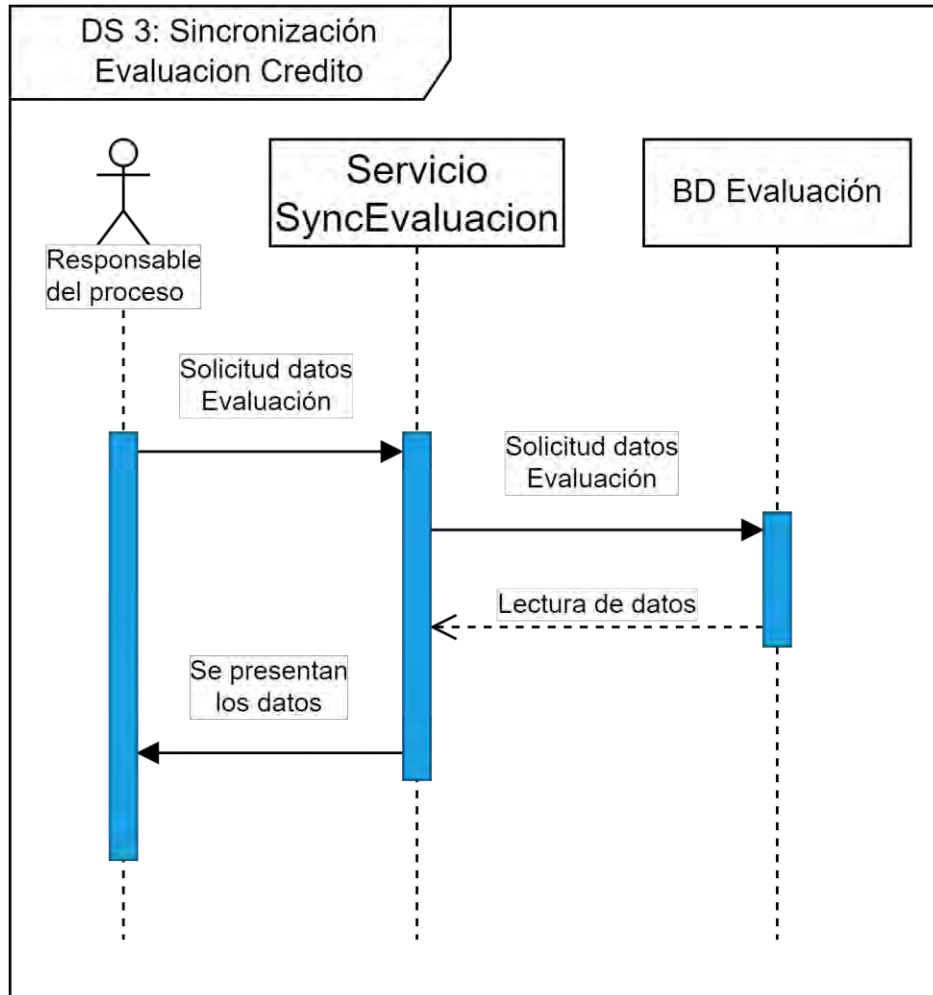 DS 3: Sincronización
Evaluacion Credito
Servicio
SyncEvaluacion
BD Evaluación
Responsable
del proceso
Solicitud datos
Evaluación
Solicitud datos
Evaluación
Lectura de datos
Se presentan
los datos